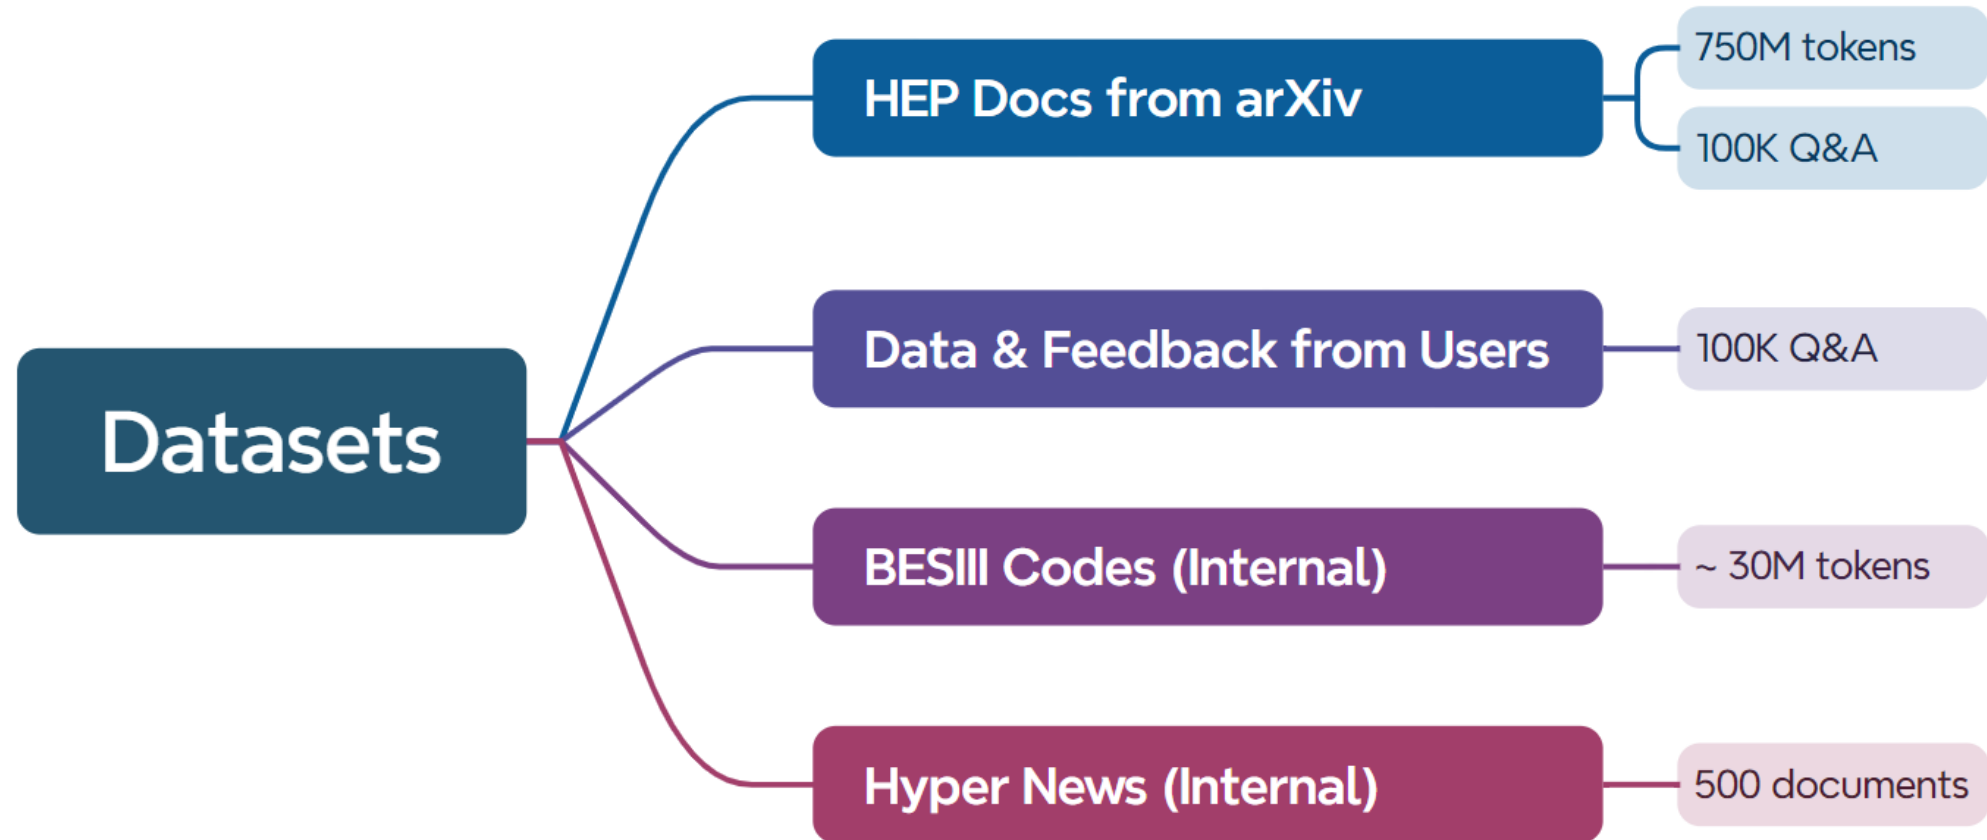 Datasets
HEP Docs from arXiv
750M tokens
100K Q&A
Data & Feedback from Users
100K Q&A
BESIII Codes (Internal)
~ 30M tokens
Hyper News (Internal)
500 documents